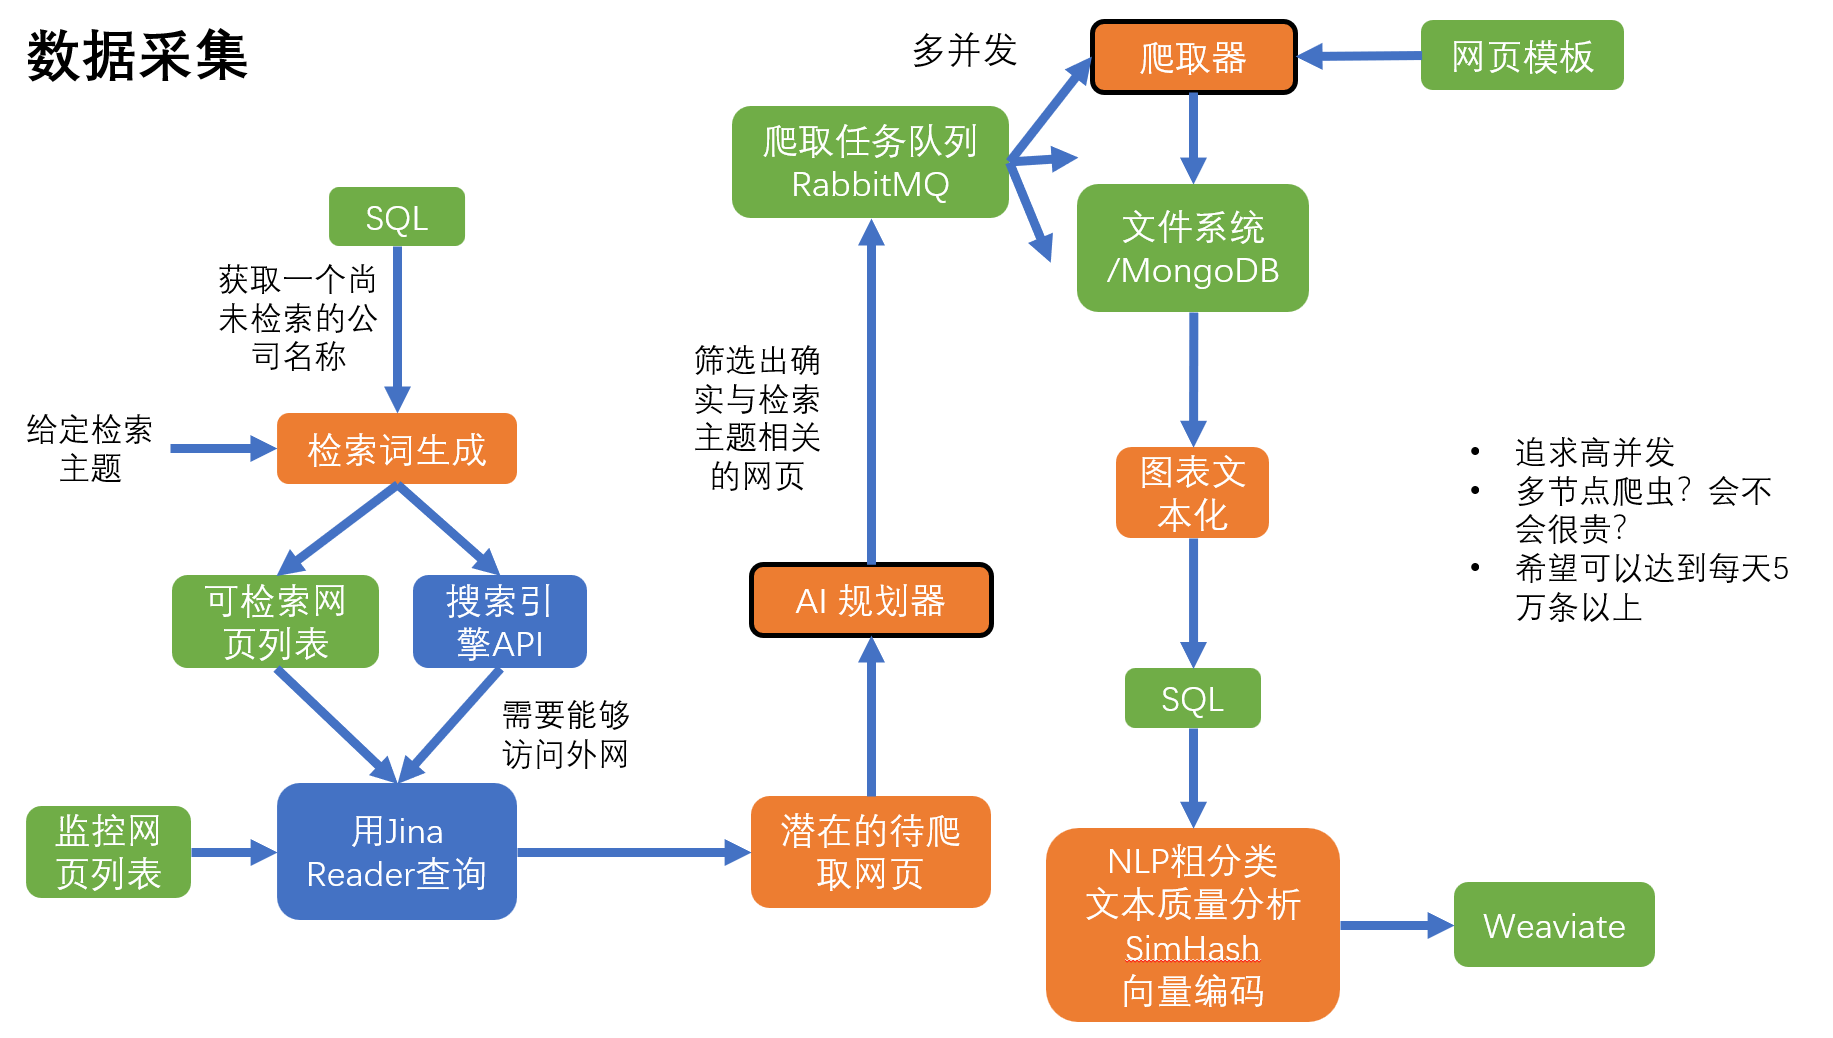 数据采集
SQL
获取一个尚
未检索的公
司名称
给定检索
主题
检索词生成
可检索网
页列表
搜索引
擎API
需要能够
访问外网
监控网
页列表
用Jina
Reader查询
潜在的待爬
取网页
AI 规划器
筛选出确
实与检索
主题相关
的网页
爬取任务队列
RabbitMQ
多并发
爬取器
网页模板
文件系统
/MongoDB
图表文
本化
SQL
NLP粗分类
文本质量分析
SimHash
向量编码
Weaviate
• 追求高并发
• 多节点爬虫？会不
会很贵？
• 希望可以达到每天5
万条以上